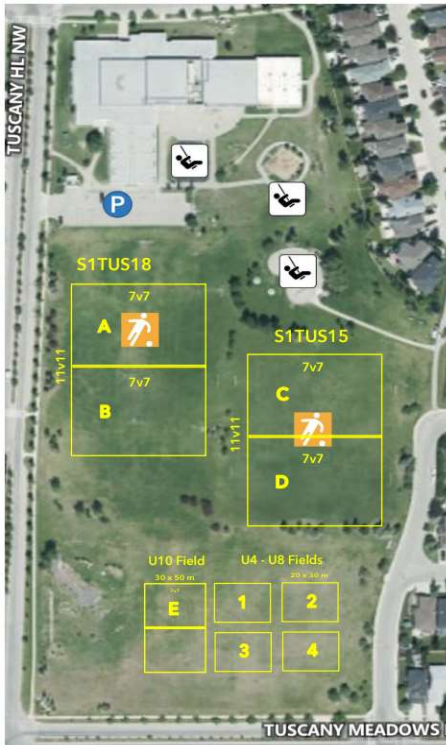 TUSCANY HL NW
P
S1TUS18
7v7
A
11v11
7v7
B
S1TUS15
7v7
C
11v11
7v7
D
U10 Field
30 x 50 m
7v7
E
U4 - U8 Fields
20 x 30 m
1
2
3
4
TUSCANY MEADOWS